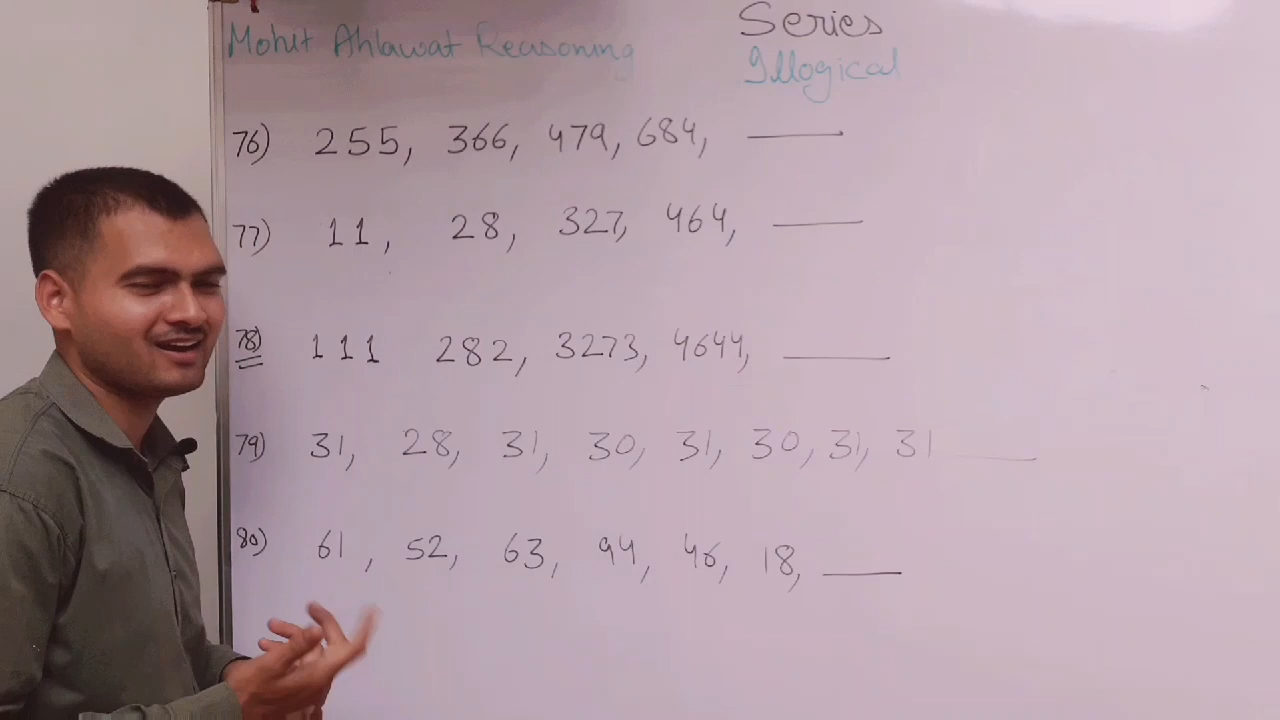 Mohit Ahlawat Reasoning
Series
Illogical
76) 255, 366, 479, 684, ____
77) 11, 28, 327, 464, ____
78) 111 282, 3273, 4644, ____
79) 31, 28, 31, 30, 31, 30, 31, 31 ____
80) 61, 52, 63, 94, 46, 18, ____